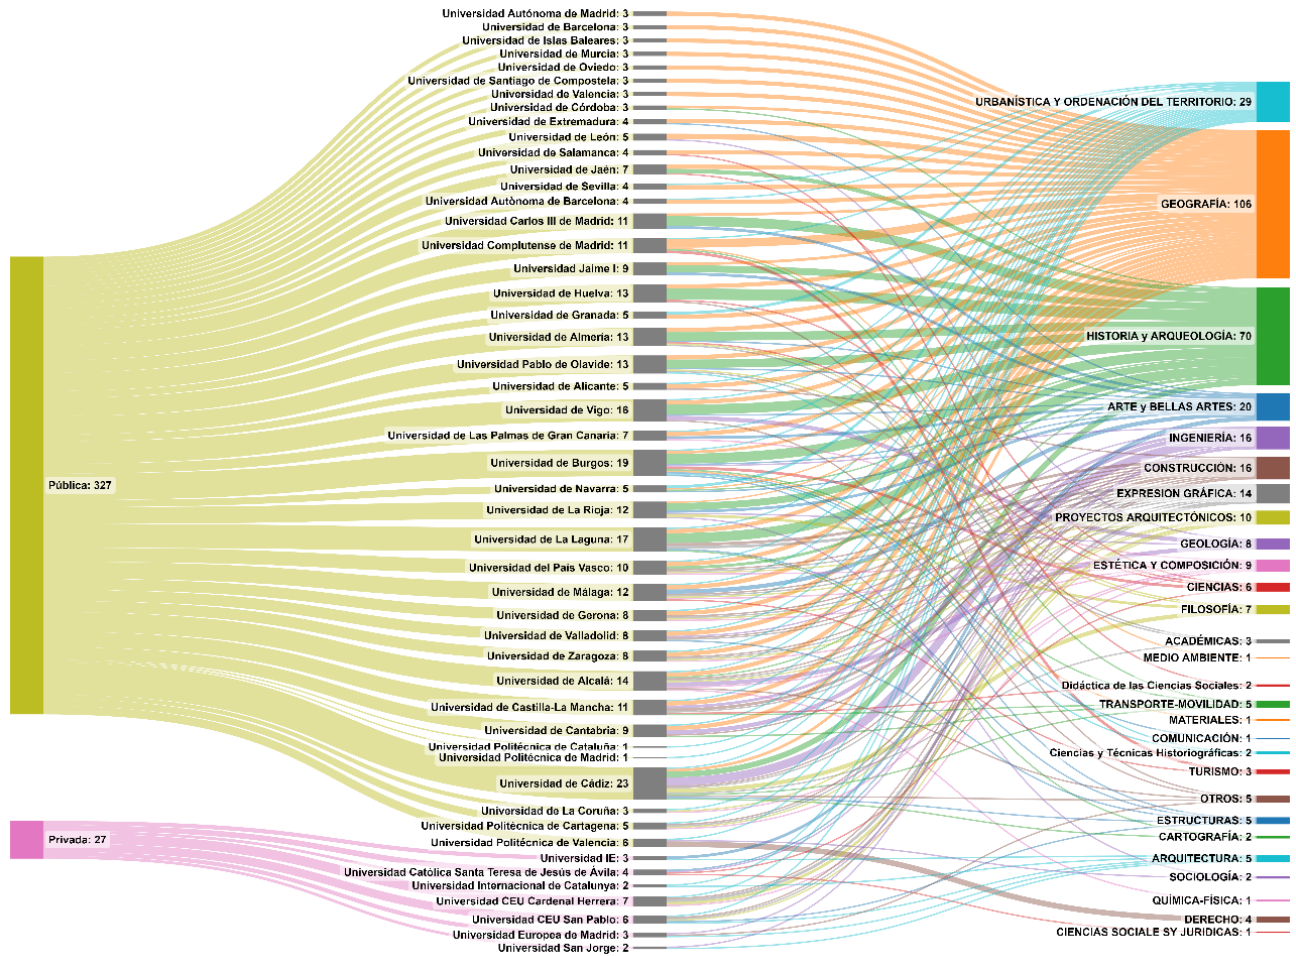 Pública: 327
Privada: 27
Universidad Autónoma de Madrid: 3
Universidad de Barcelona: 3
Universidad de Islas Baleares: 3
Universidad de Murcia: 3
Universidad de Oviedo: 3
Universidad de Santiago de Compostela: 3
Universidad de Valencia: 3
Universidad de Córdoba: 3
Universidad de Extremadura: 4
Universidad de León: 5
Universidad de Salamanca: 4
Universidad de Jaén: 7
Universidad de Sevilla: 4
Universidad Autònoma de Barcelona: 4
Universidad Carlos III de Madrid: 11
Universidad Complutense de Madrid: 11
Universidad Jaime I: 9
Universidad de Huelva: 13
Universidad de Granada: 5
Universidad de Almería: 13
Universidad Pablo de Olavide: 13
Universidad de Alicante: 5
Universidad de Vigo: 16
Universidad de Las Palmas de Gran Canaria: 7
Universidad de Burgos: 19
Universidad de Navarra: 5
Universidad de La Rioja: 12
Universidad de La Laguna: 17
Universidad del País Vasco: 10
Universidad de Málaga: 12
Universidad de Gerona: 8
Universidad de Valladolid: 8
Universidad de Zaragoza: 8
Universidad de Alcalá: 14
Universidad de Castilla-La Mancha: 11
Universidad de Cantabria: 9
Universidad Politécnica de Cataluña: 1
Universidad Politécnica de Madrid: 1
Universidad de Cádiz: 23
Universidad de La Coruña: 3
Universidad Politécnica de Cartagena: 5
Universidad Politécnica de Valencia: 6
Universidad IE: 3
Universidad Católica Santa Teresa de Jesús de Ávila: 4
Universidad Internacional de Catalunya: 2
Universidad CEU Cardenal Herrera: 7
Universidad CEU San Pablo: 6
Universidad Europea de Madrid: 3
Universidad San Jorge: 2
URBANÍSTICA Y ORDENACIÓN DEL TERRITORIO: 29
GEOGRAFÍA: 106
HISTORIA y ARQUEOLOGÍA: 70
ARTE y BELLAS ARTES: 20
INGENIERÍA: 16
CONSTRUCCIÓN: 16
EXPRESION GRÁFICA: 14
PROYECTOS ARQUITECTÓNICOS: 10
GEOLOGÍA: 8
ESTÉTICA Y COMPOSICIÓN: 9
CIENCIAS: 6
FILOSOFÍA: 7
ACADÉMICAS: 3
MEDIO AMBIENTE: 1
Didáctica de las Ciencias Sociales: 2
TRANSPORTE-MOVILIDAD: 5
MATERIALES: 1
COMUNICACIÓN: 1
Ciencias y Técnicas Historiográficas: 2
TURISMO: 3
OTROS: 5
ESTRUCTURAS: 5
CARTOGRAFÍA: 2
ARQUITECTURA: 5
SOCIOLOGÍA: 2
QUÍMICA-FÍSICA: 1
DERECHO: 4
CIENCIAS SOCIALE SY JURIDICAS: 1